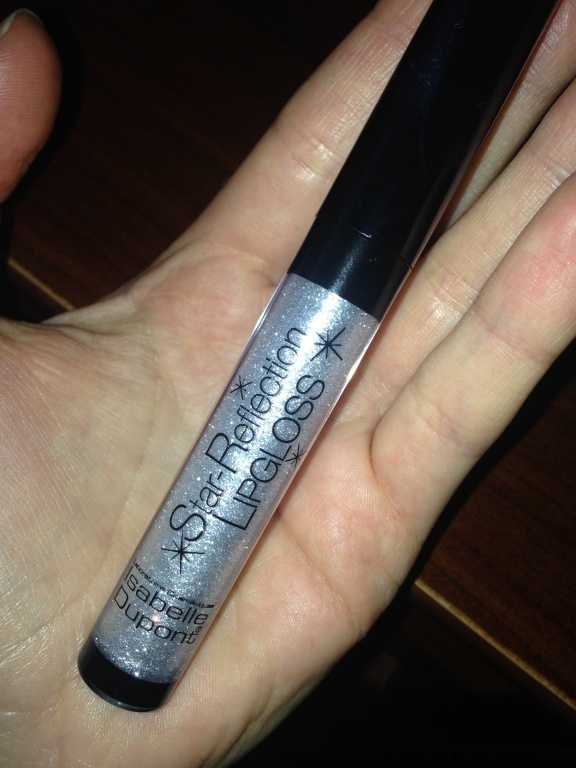 Star-Reflection
LIPGLOSS
Isabelle
Dupont®